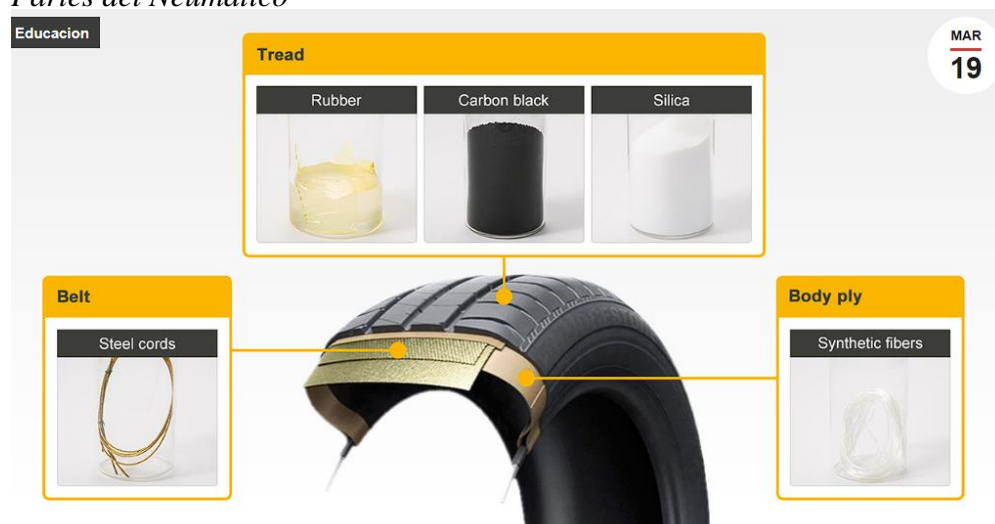 Partes del Neumático
Educacion
MAR
19
Tread
Rubber
Carbon black
Silica
Belt
Steel cords
Body ply
Synthetic fibers